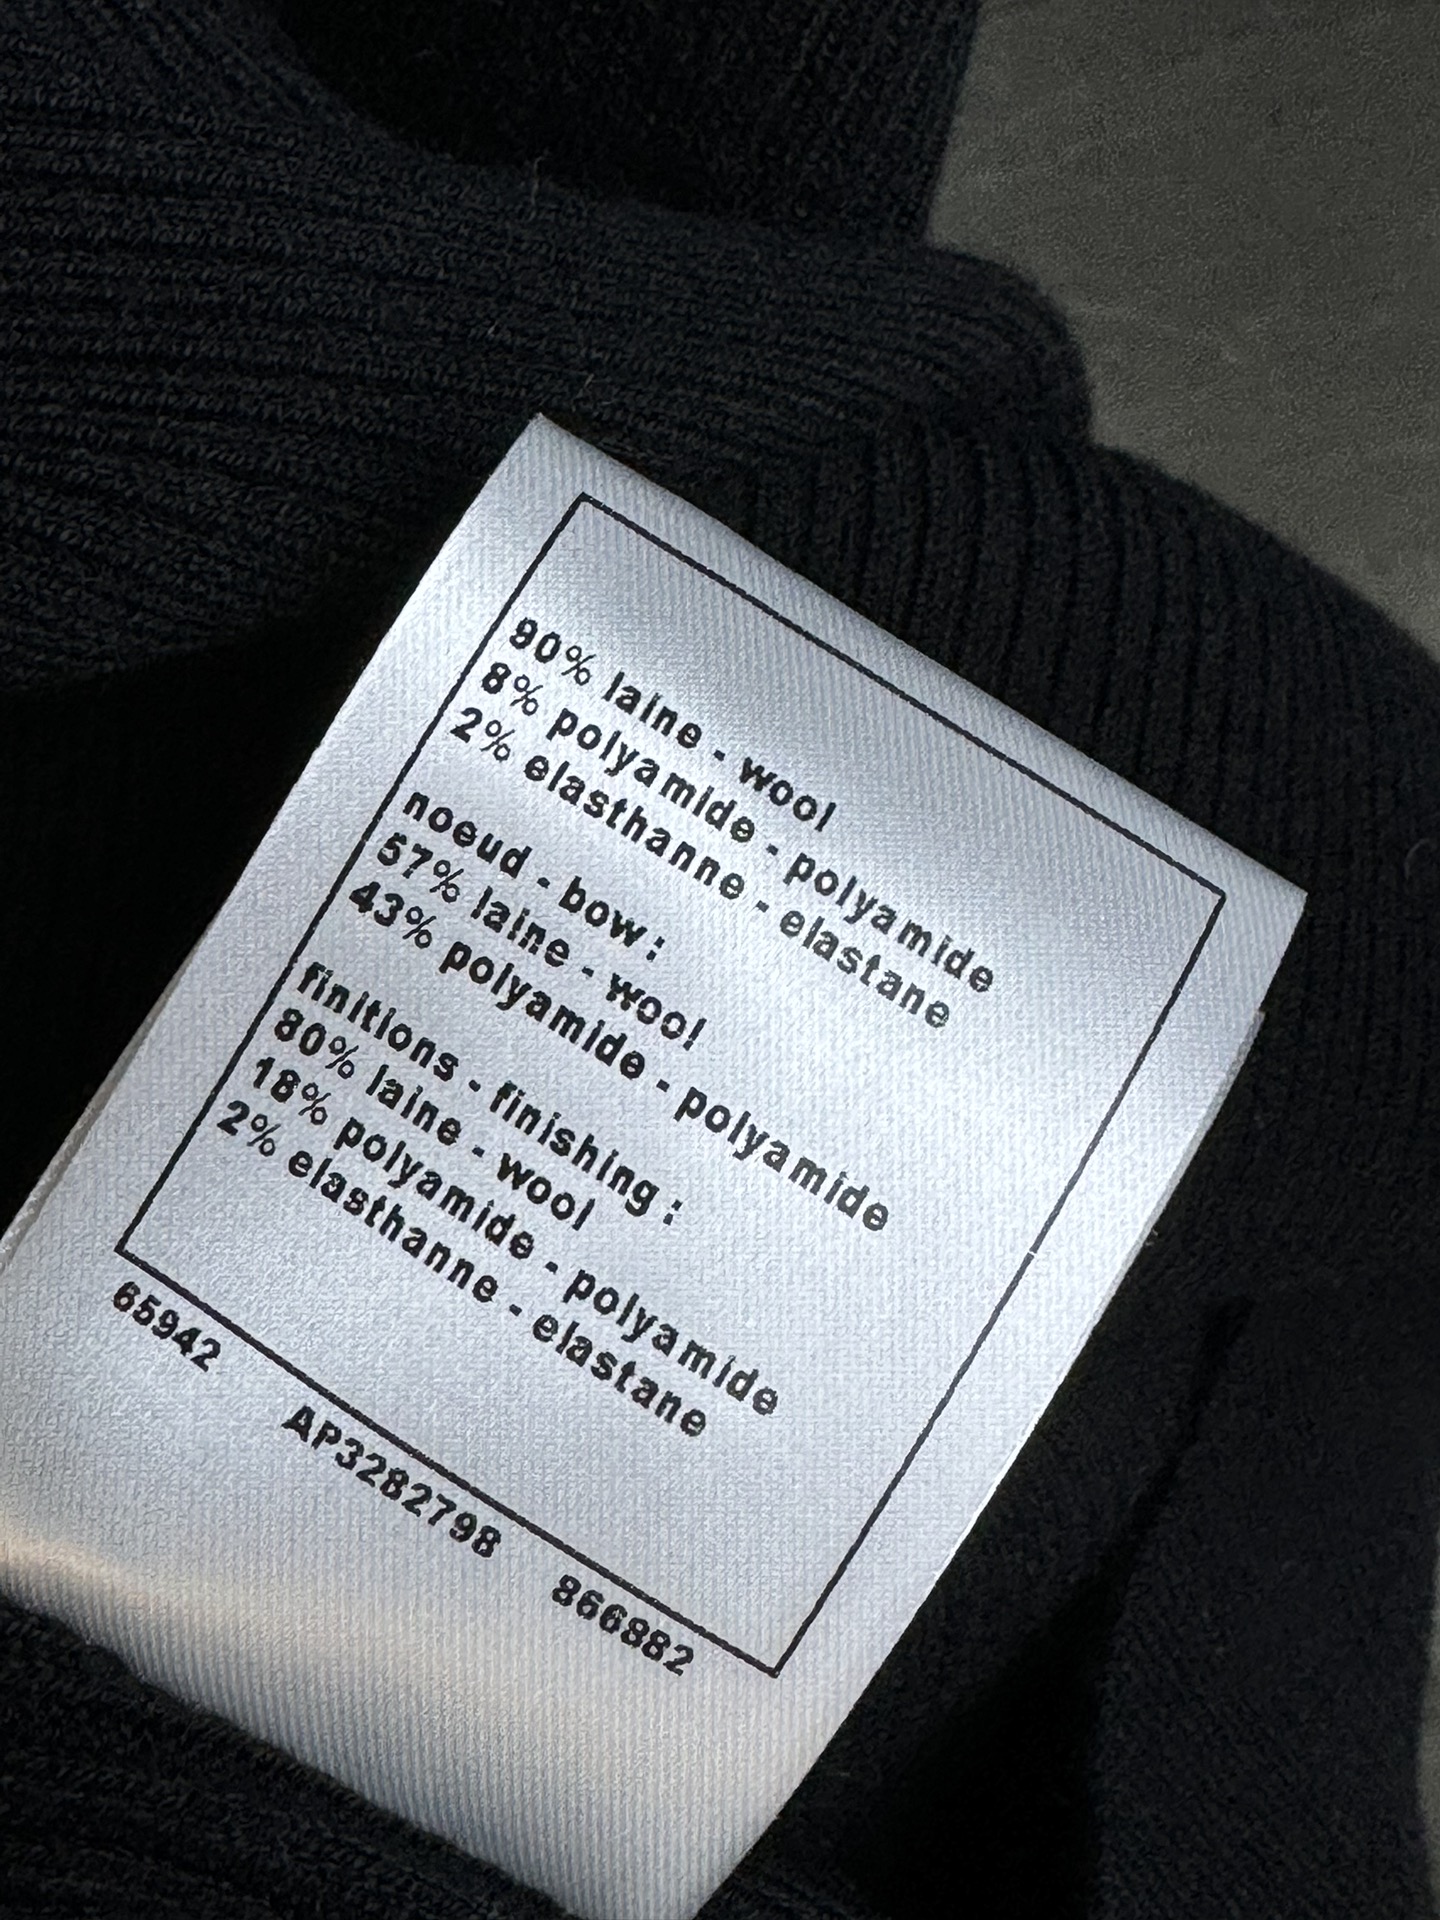 90% laine - wool
8% polyamide - polyamide
2% elasthanne - elastane
noeud - bow :
57% laine - wool
43% polyamide - polyamide
finitions - finishing :
80% laine - wool
18% polyamide - polyamide
2% elasthanne - elastane
65942 AP3282798 866882